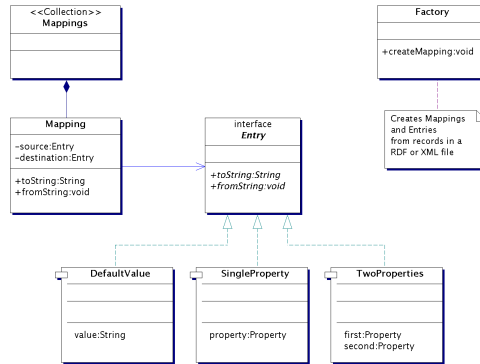 <<Collection>>
Mappings
Factory
+createMapping:void
Creates Mappings
and Entries
from records in a
RDF or XML file
Mapping
-source:Entry
-destination:Entry
+toString:String
+fromString:void
interface
Entry
+toString:String
+fromString:void
DefaultValue
value:String
SingleProperty
property:Property
TwoProperties
first:Property
second:Property